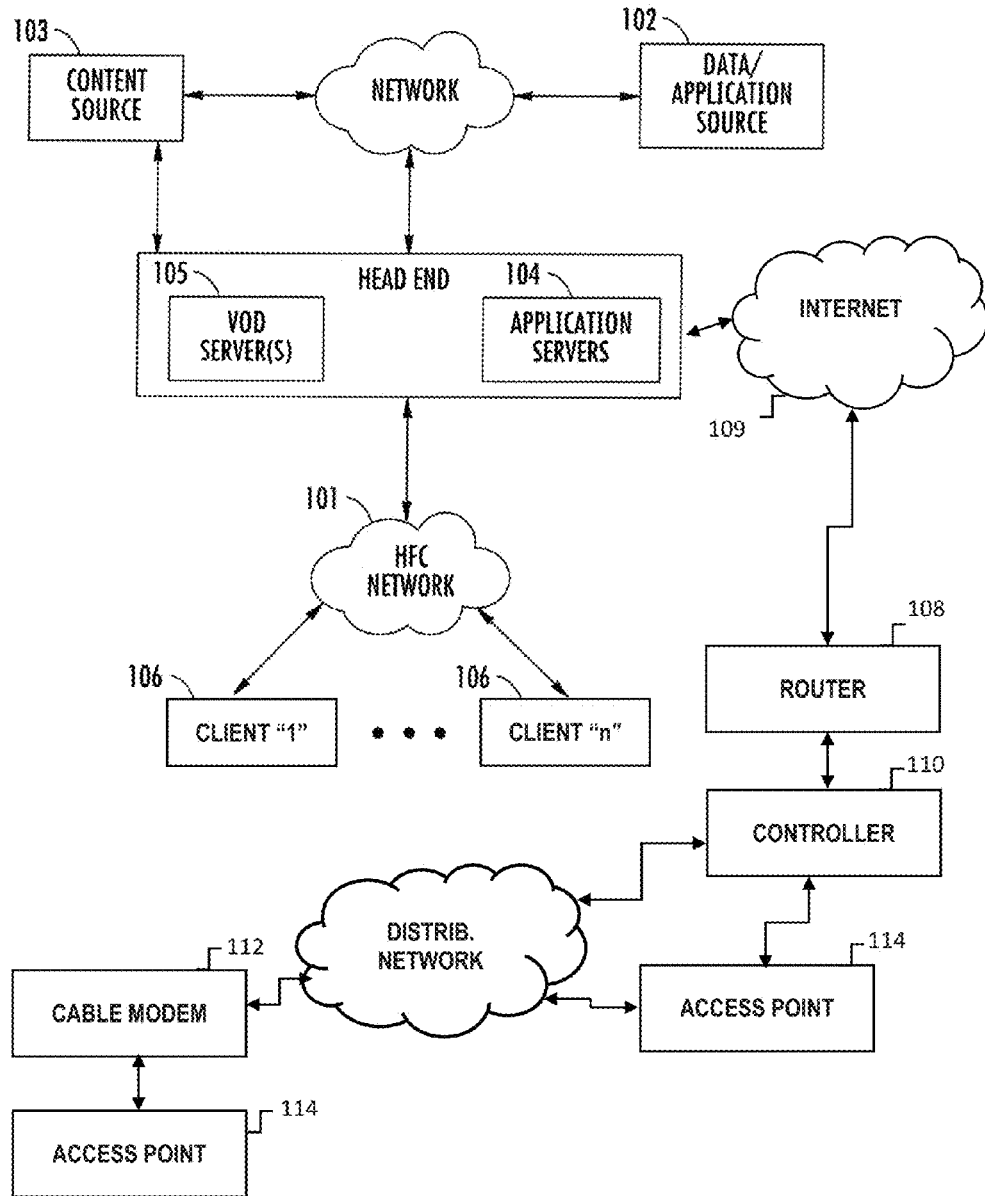 103
CONTENT
SOURCE
NETWORK
102
DATA/
APPLICATION
SOURCE
105
HEAD END
104
VOD
SERVER(S)
APPLICATION
SERVERS
INTERNET
109
101
HFC
NETWORK
106
CLIENT "1"
106
CLIENT "n"
108
ROUTER
110
CONTROLLER
DISTRIB.
NETWORK
112
CABLE MODEM
114
ACCESS POINT
114
ACCESS POINT